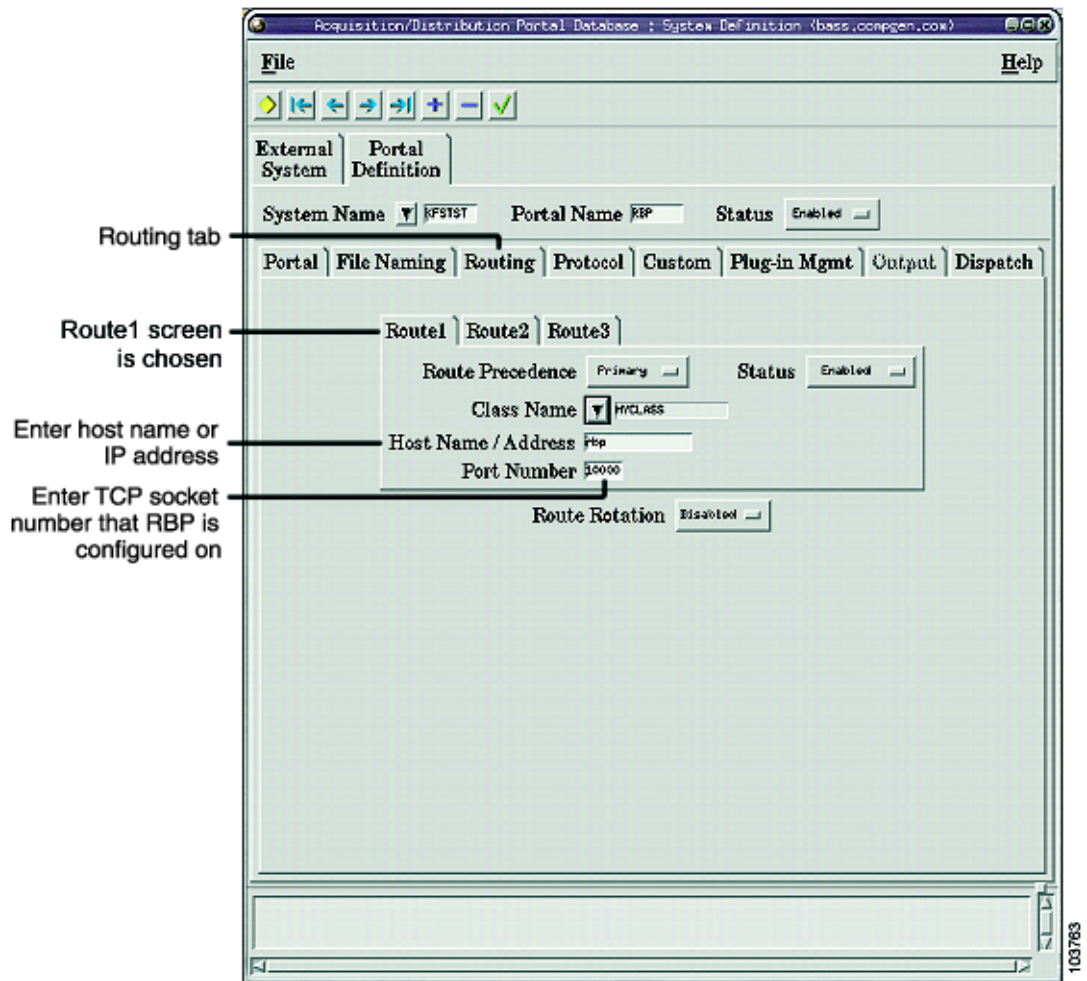 Acquisition/Distribution Portal Database : System Definition (bass.compgen.com)
File Help
External System
Portal Definition
System Name RFSTST Portal Name RBP Status Enabled
Routing tab
Portal File Naming Routing Protocol Custom Plug-in Mgmt Output Dispatch
Route1 screen is chosen
Route1 Route2 Route3
Route Precedence Primary Status Enabled
Class Name MYCLASS
Enter host name or IP address
Host Name / Address
Port Number 10000
Enter TCP socket number that RBP is configured on
Route Rotation Disabled
103763